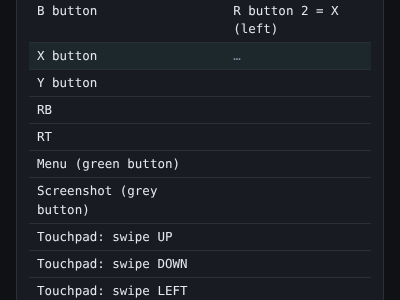 B button R button 2 = X
(left)
X button …
Y button
RB
RT
Menu (green button)
Screenshot (grey
button)
Touchpad: swipe UP
Touchpad: swipe DOWN
Touchpad: swipe LEFT